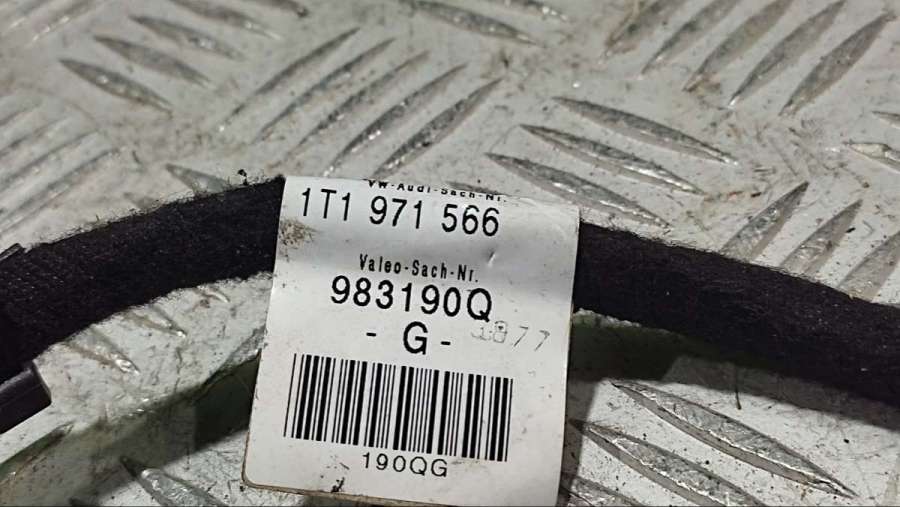 VW-Audi-Sach-Nr.
1T1 971 566
Valeo-Sach-Nr.
983190Q
- G -
190QG